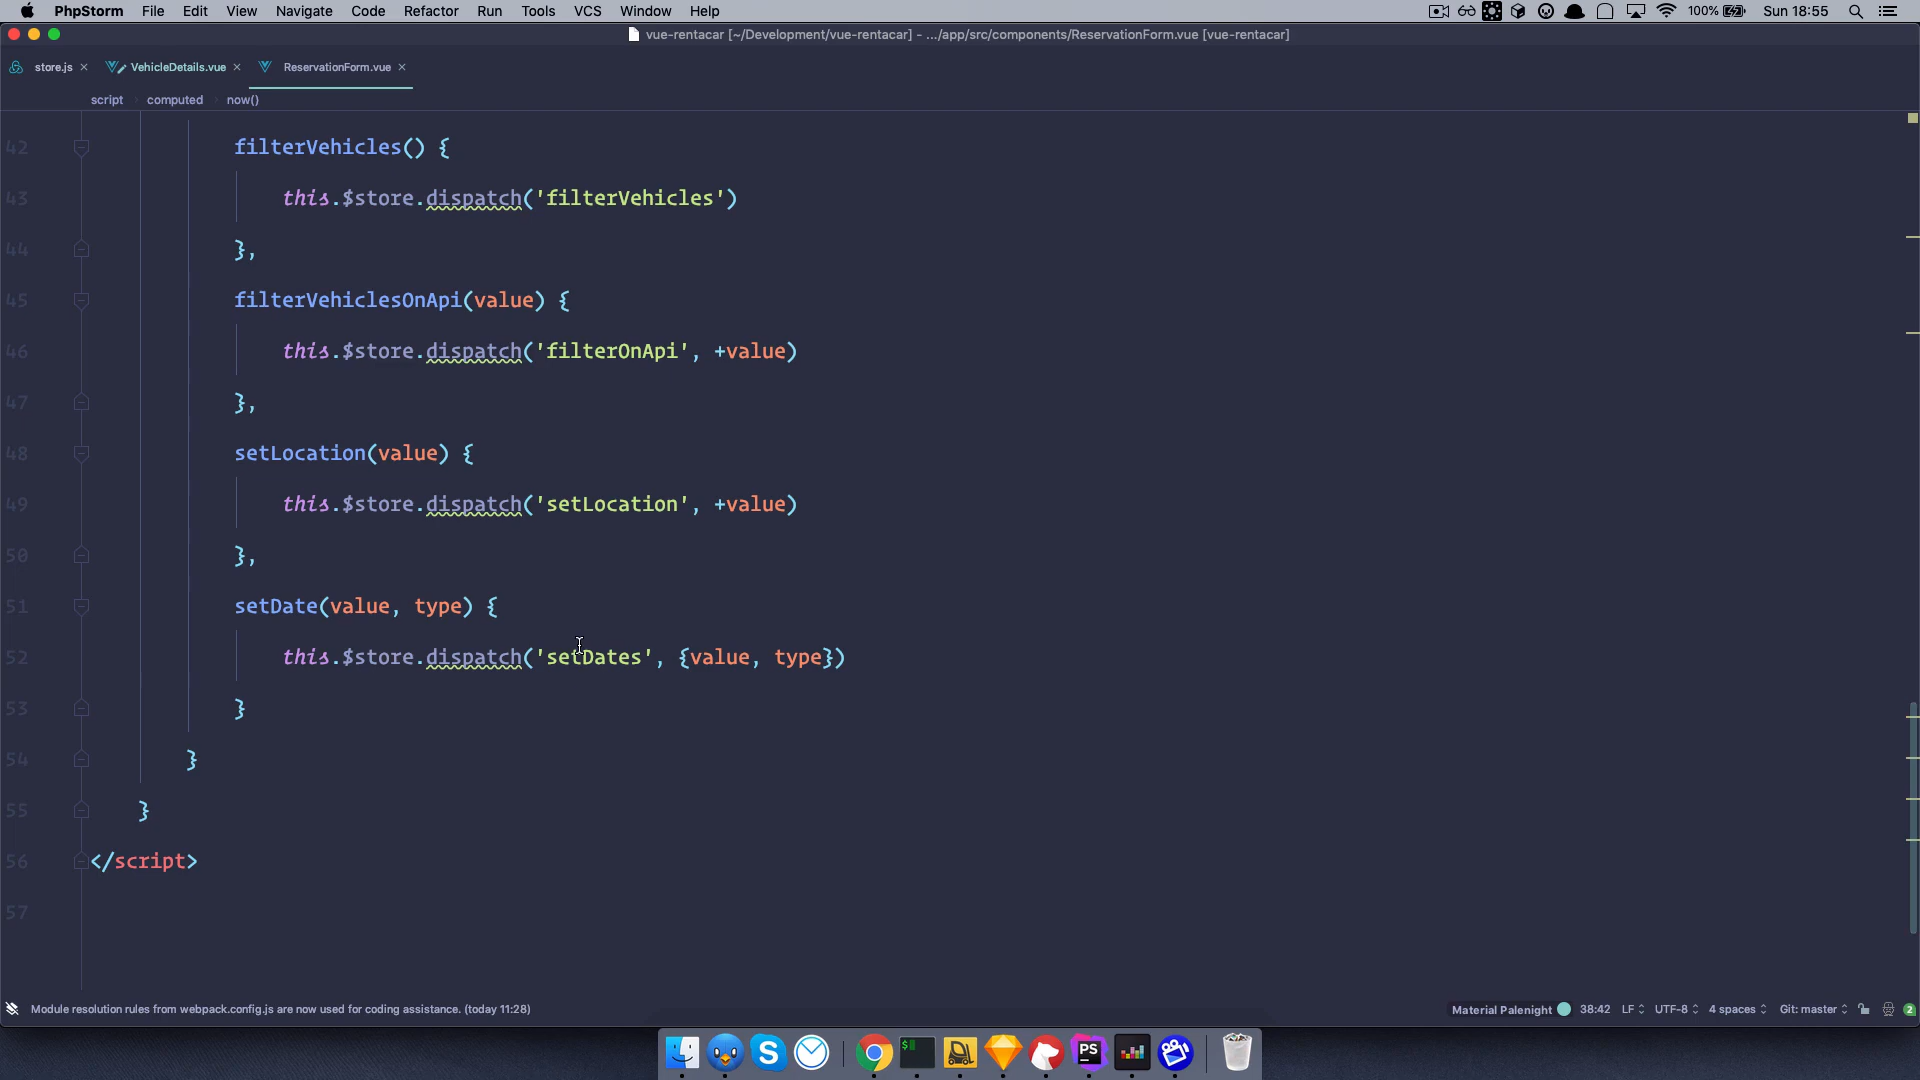 PhpStorm File Edit View Navigate Code Refactor Run Tools VCS Window Help 100% Sun 18:55
vue-rentacar [~/Development/vue-rentacar] - .../app/src/components/ReservationForm.vue [vue-rentacar]
store.js VehicleDetails.vue ReservationForm.vue
script computed now()
42 filterVehicles() {
43 this.$store.dispatch('filterVehicles')
44 },
45 filterVehiclesOnApi(value) {
46 this.$store.dispatch('filterOnApi', +value)
47 },
48 setLocation(value) {
49 this.$store.dispatch('setLocation', +value)
50 },
51 setDate(value, type) {
52 this.$store.dispatch('setDates', {value, type})
53 }
54 }
55 }
56 </script>
57
Module resolution rules from webpack.config.js are now used for coding assistance. (today 11:28) Material Palenight 38:42 LF UTF-8 4 spaces Git: master 2
S $ PS